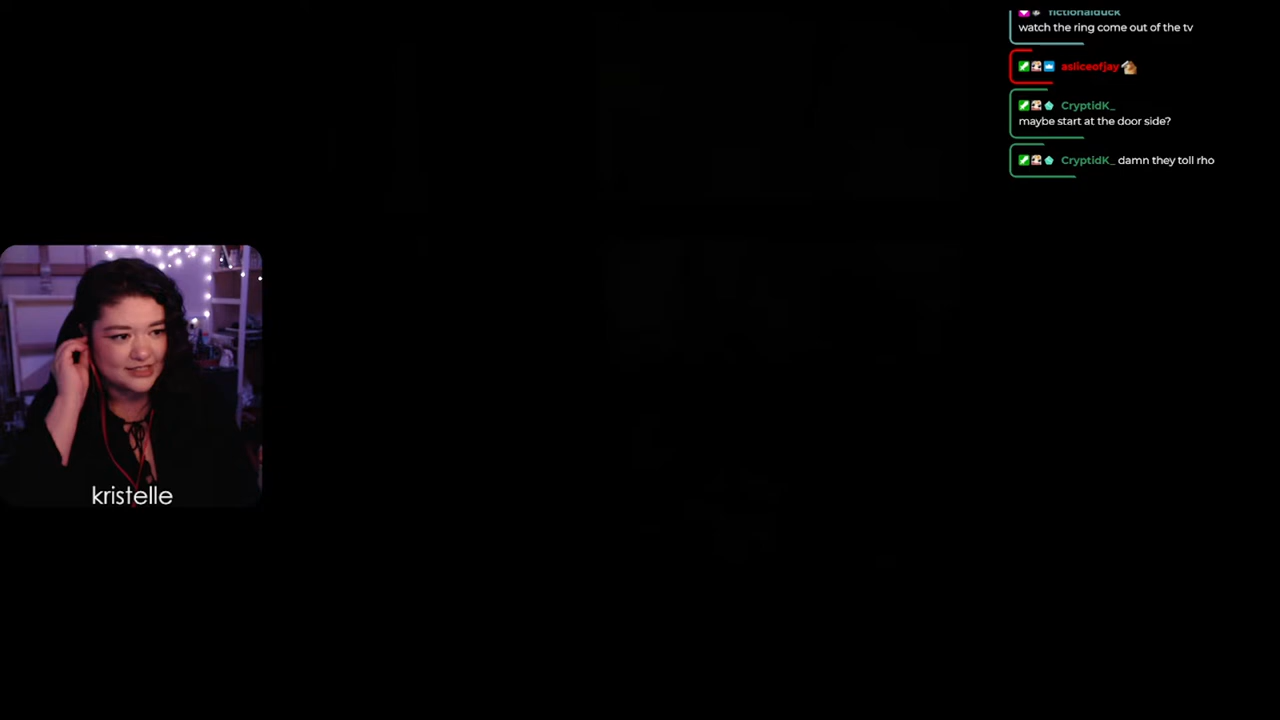 fictionalduck
watch the ring come out of the tv
asliceofjay
CryptidK_
maybe start at the door side?
CryptidK_ damn they toll rho
kristelle